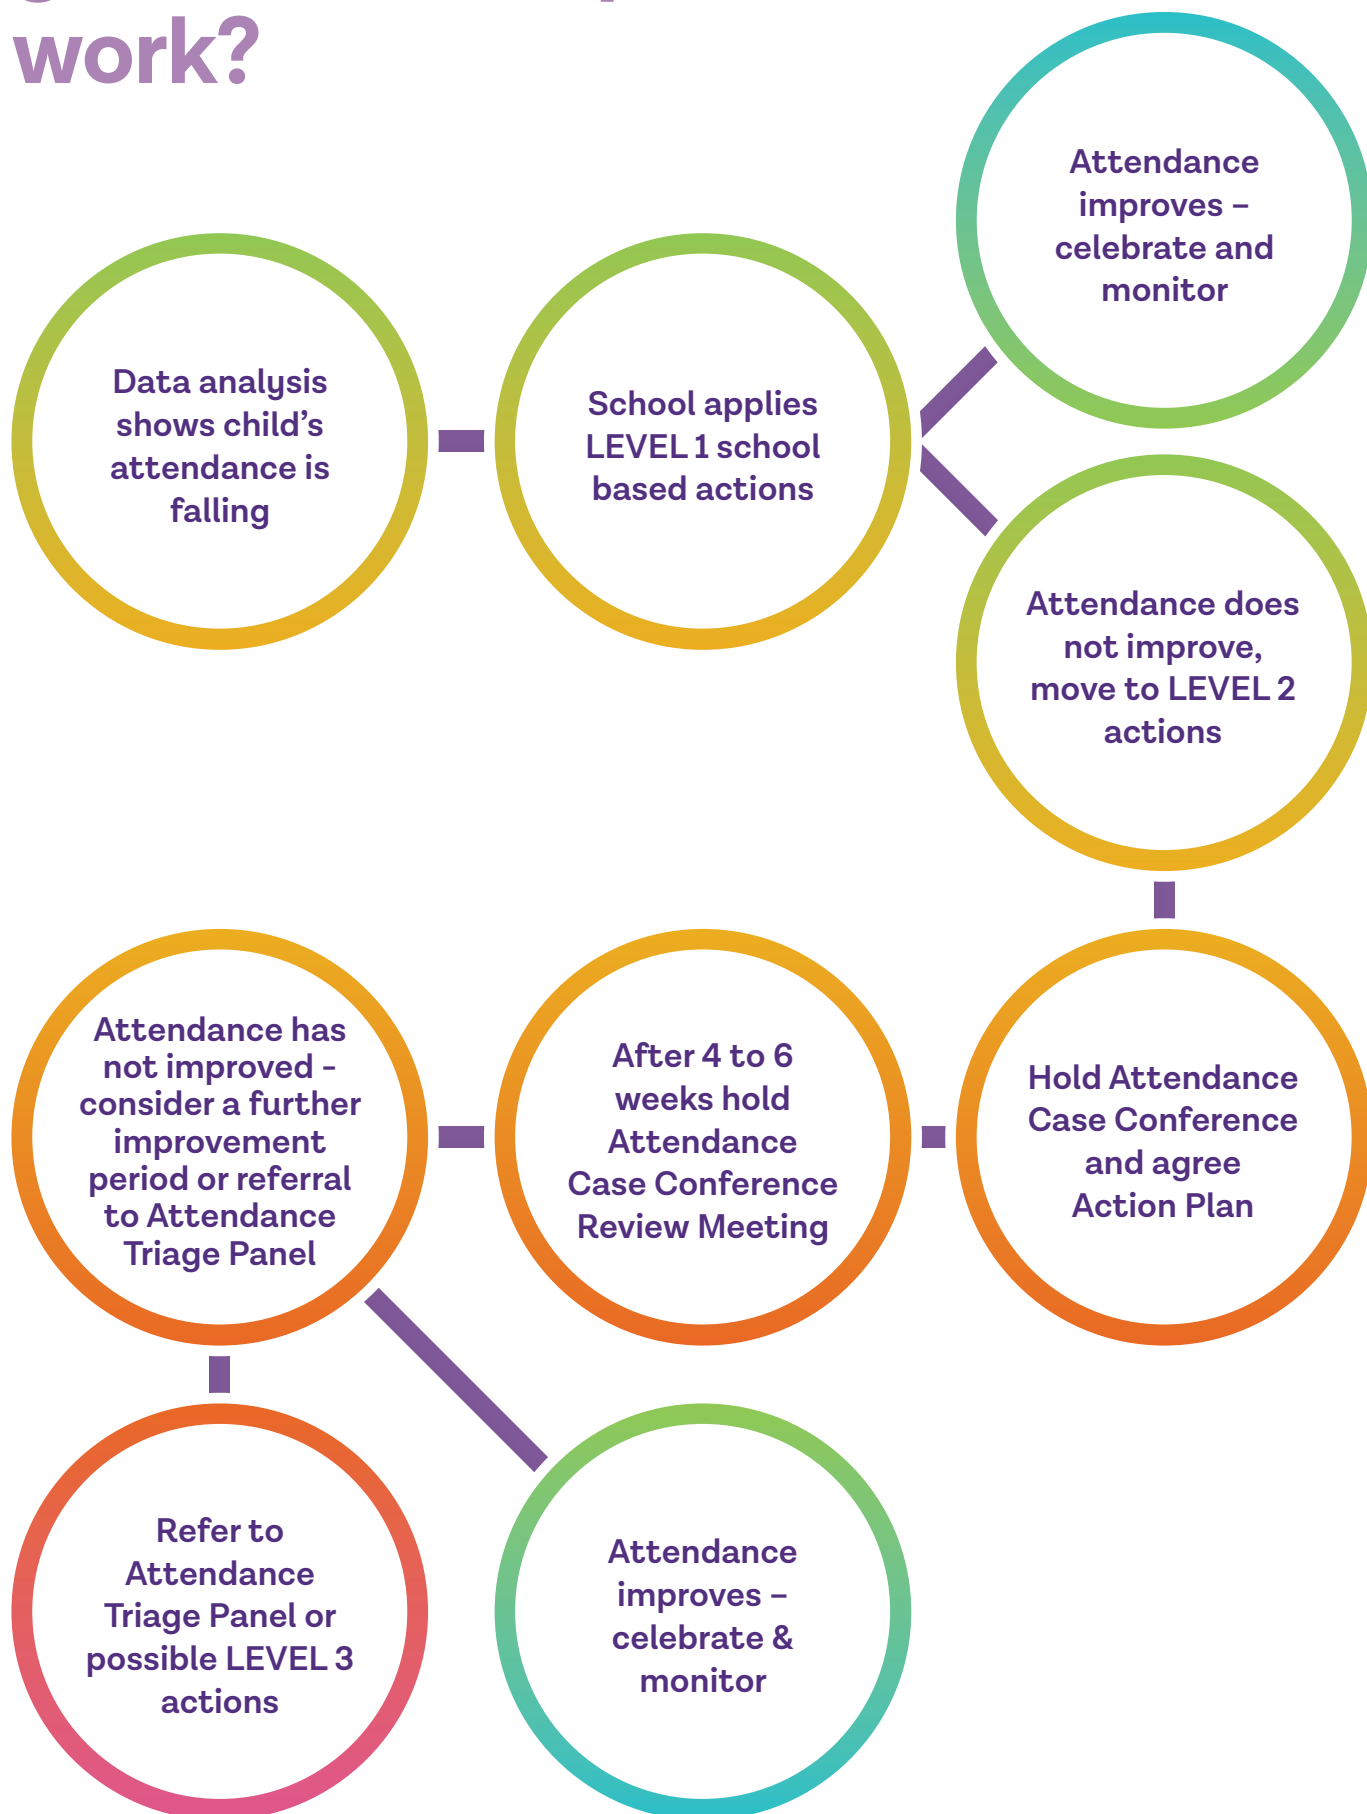 work?
Data analysis
shows child's
attendance is
falling
School applies
LEVEL 1 school
based actions
Attendance
improves –
celebrate and
monitor
Attendance does
not improve,
move to LEVEL 2
actions
Hold Attendance
Case Conference
and agree
Action Plan
After 4 to 6
weeks hold
Attendance
Case Conference
Review Meeting
Attendance has
not improved -
consider a further
improvement
period or referral
to Attendance
Triage Panel
Refer to
Attendance
Triage Panel or
possible LEVEL 3
actions
Attendance
improves –
celebrate &
monitor